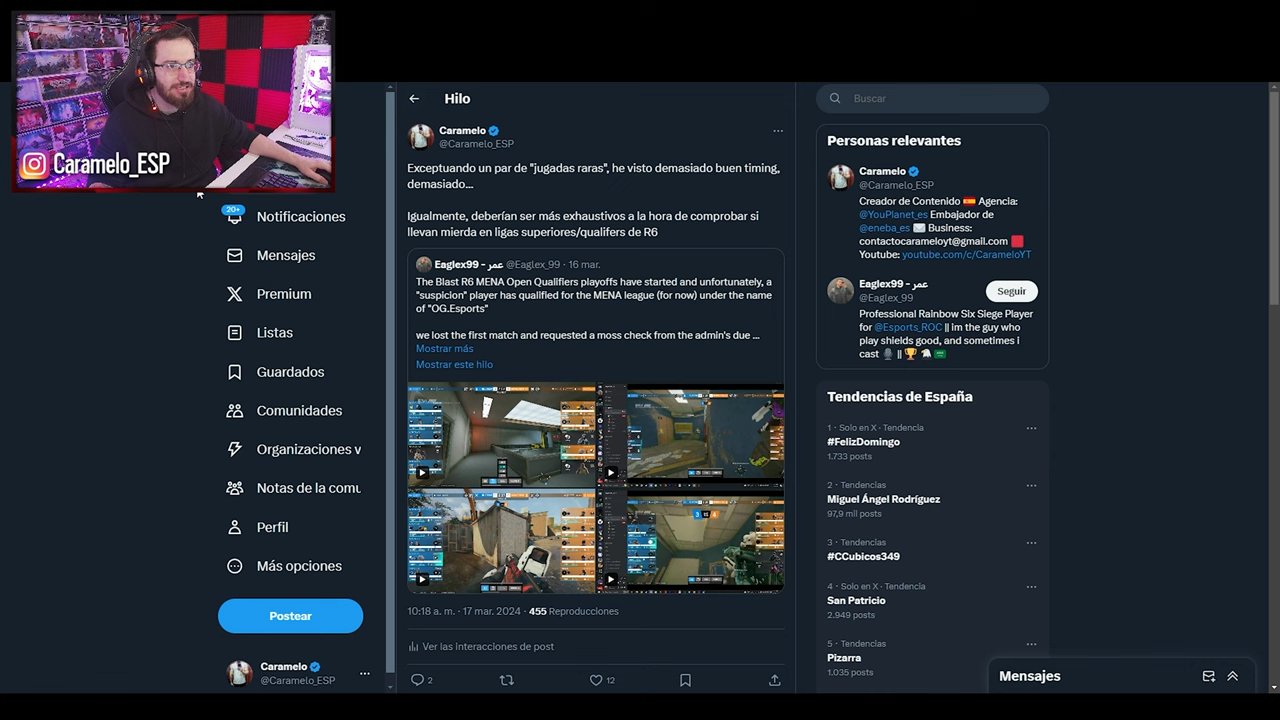 Caramelo_ESP
20+
Notificaciones
Mensajes
Premium
Listas
Guardados
Comunidades
Organizaciones v
Notas de la comu
Perfil
Más opciones
Postear
Caramelo
@Caramelo_ESP
Hilo
Caramelo
@Caramelo_ESP
Exceptuando un par de "jugadas raras", he visto demasiado buen timing,
demasiado...
Igualmente, deberían ser más exhaustivos a la hora de comprobar si
llevan mierda en ligas superiores/qualifers de R6
Eaglex99 - عمر @Eaglex_99 · 16 mar.
The Blast R6 MENA Open Qualifiers playoffs have started and unfortunately, a
"suspicion" player has qualified for the MENA league (for now) under the name
of "OG.Esports"
we lost the first match and requested a moss check from the admin's due ...
Mostrar más
Mostrar este hilo
10:18 a. m. · 17 mar. 2024 · 455 Reproducciones
Ver las interacciones de post
2
12
Buscar
Personas relevantes
Caramelo
@Caramelo_ESP
Creador de Contenido 🇪🇸 Agencia:
@YouPlanet_es Embajador de
@eneba_es ✉️ Business:
contactocarameloyt@gmail.com 🟥
Youtube: youtube.com/c/CarameloYT
Eaglex99 - عمر
@Eaglex_99
Seguir
Professional Rainbow Six Siege Player
for @Esports_ROC || im the guy who
play shields good, and sometimes i
cast 🎙️ || 🏆 🦅 🇸🇦
Tendencias de España
1 · Solo en X · Tendencia
#FelizDomingo
1.733 posts
2 · Tendencias
Miguel Ángel Rodríguez
97,9 mil posts
3 · Tendencias
#CCubicos349
4 · Solo en X · Tendencia
San Patricio
2.949 posts
5 · Tendencias
Pizarra
1.035 posts
Mensajes